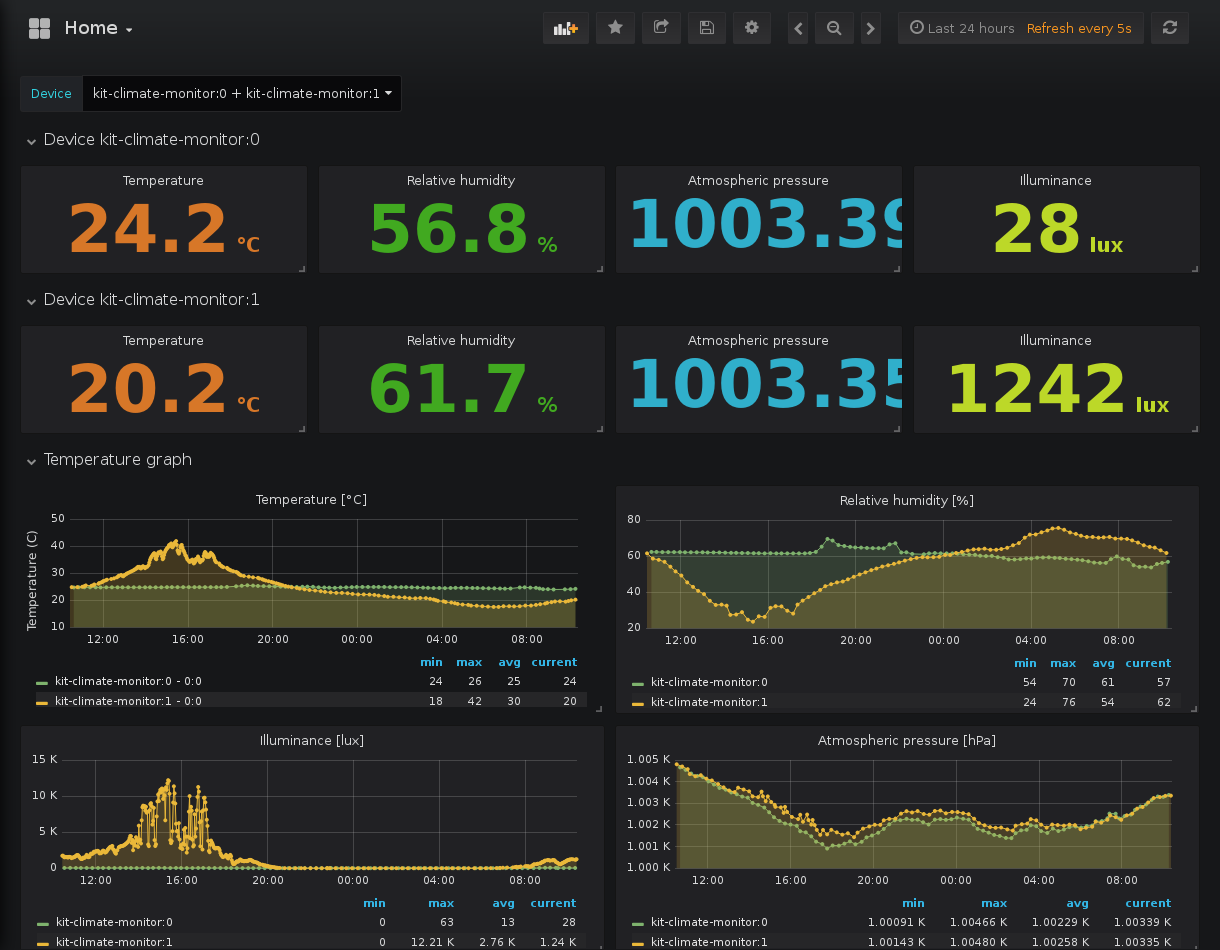 Home
Last 24 hours Refresh every 5s
Device kit-climate-monitor:0 + kit-climate-monitor:1
Device kit-climate-monitor:0
Temperature Relative humidity Atmospheric pressure Illuminance
24.2 °C 56.8 % 1003.39 28 lux
Device kit-climate-monitor:1
Temperature Relative humidity Atmospheric pressure Illuminance
20.2 °C 61.7 % 1003.35 1242 lux
Temperature graph
Temperature [°C]
Temperature (C)
50
40
30
20
10
12:00 16:00 20:00 00:00 04:00 08:00
min max avg current
kit-climate-monitor:0 - 0:0 24 26 25 24
kit-climate-monitor:1 - 0:0 18 42 30 20
Relative humidity [%]
80
60
40
20
12:00 16:00 20:00 00:00 04:00 08:00
min max avg current
kit-climate-monitor:0 54 70 61 57
kit-climate-monitor:1 24 76 54 62
Illuminance [lux]
15 K
10 K
5 K
0
12:00 16:00 20:00 00:00 04:00 08:00
min max avg current
kit-climate-monitor:0 0 63 13 28
kit-climate-monitor:1 0 12.21 K 2.76 K 1.24 K
Atmospheric pressure [hPa]
1.005 K
1.004 K
1.003 K
1.002 K
1.001 K
1.000 K
12:00 16:00 20:00 00:00 04:00 08:00
min max avg current
kit-climate-monitor:0 1.00091 K 1.00466 K 1.00229 K 1.00339 K
kit-climate-monitor:1 1.00143 K 1.00480 K 1.00258 K 1.00335 K